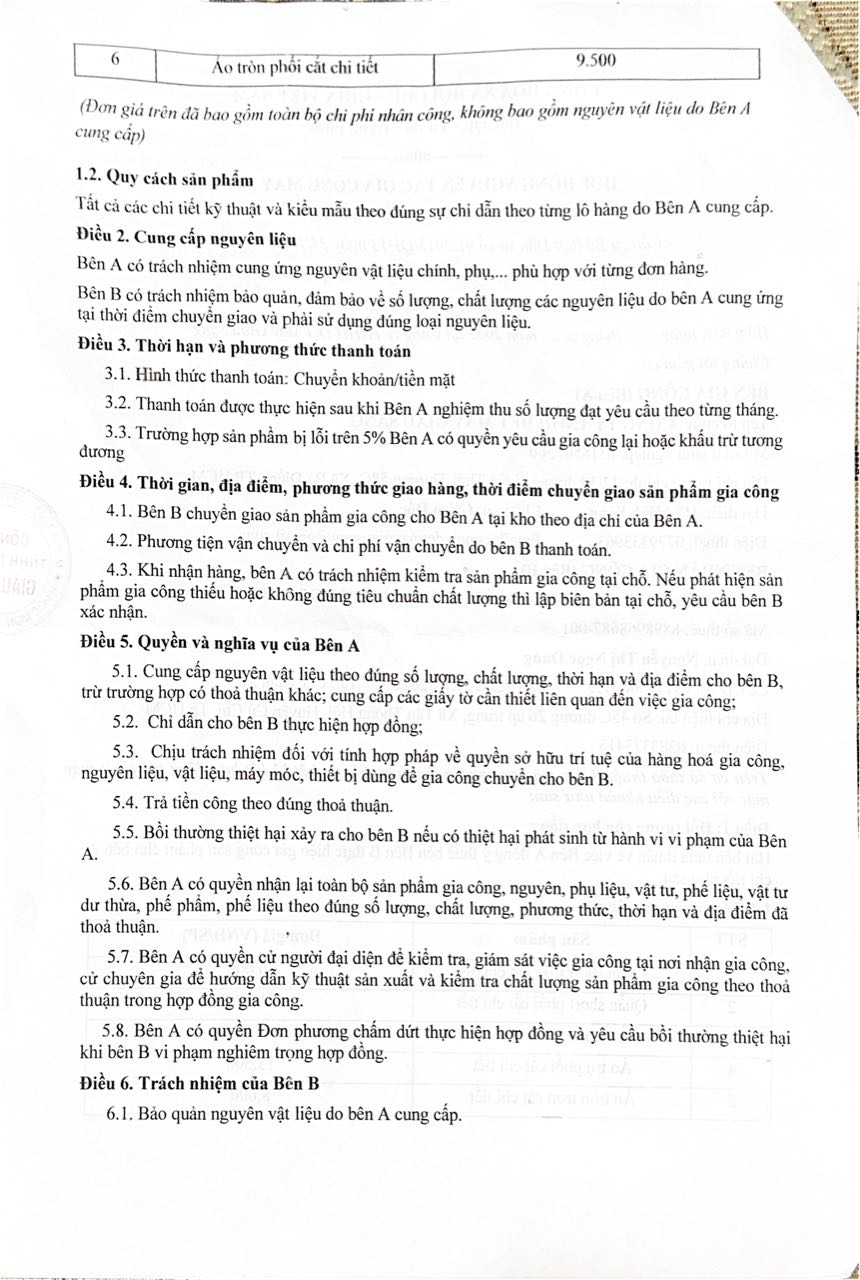 6 Áo tròn phối cắt chi tiết 9.500
(Đơn giá trên đã bao gồm toàn bộ chi phí nhân công, không bao gồm nguyên vật liệu do Bên A
cung cấp)
1.2. Quy cách sản phẩm
Tất cả các chi tiết kỹ thuật và kiểu mẫu theo đúng sự chỉ dẫn theo từng lô hàng do Bên A cung cấp.
Điều 2. Cung cấp nguyên liệu
Bên A có trách nhiệm cung ứng nguyên vật liệu chính, phụ,... phù hợp với từng đơn hàng.
Bên B có trách nhiệm bảo quản, đảm bảo về số lượng, chất lượng các nguyên liệu do bên A cung ứng
tại thời điểm chuyển giao và phải sử dụng đúng loại nguyên liệu.
Điều 3. Thời hạn và phương thức thanh toán
3.1. Hình thức thanh toán: Chuyển khoản/tiền mặt
3.2. Thanh toán được thực hiện sau khi Bên A nghiệm thu số lượng đạt yêu cầu theo từng tháng.
3.3. Trường hợp sản phẩm bị lỗi trên 5% Bên A có quyền yêu cầu gia công lại hoặc khấu trừ tương
đương
Điều 4. Thời gian, địa điểm, phương thức giao hàng, thời điểm chuyển giao sản phẩm gia công
4.1. Bên B chuyển giao sản phẩm gia công cho Bên A tại kho theo địa chỉ của Bên A.
4.2. Phương tiện vận chuyển và chi phí vận chuyển do bên B thanh toán.
4.3. Khi nhận hàng, bên A có trách nhiệm kiểm tra sản phẩm gia công tại chỗ. Nếu phát hiện sản
phẩm gia công thiếu hoặc không đúng tiêu chuẩn chất lượng thì lập biên bản tại chỗ, yêu cầu bên B
xác nhận.
Điều 5. Quyền và nghĩa vụ của Bên A
5.1. Cung cấp nguyên vật liệu theo đúng số lượng, chất lượng, thời hạn và địa điểm cho bên B,
trừ trường hợp có thoả thuận khác; cung cấp các giấy tờ cần thiết liên quan đến việc gia công;
5.2. Chỉ dẫn cho bên B thực hiện hợp đồng;
5.3. Chịu trách nhiệm đối với tính hợp pháp về quyền sở hữu trí tuệ của hàng hoá gia công,
nguyên liệu, vật liệu, máy móc, thiết bị dùng để gia công chuyển cho bên B.
5.4. Trả tiền công theo đúng thoả thuận.
5.5. Bồi thường thiệt hại xảy ra cho bên B nếu có thiệt hại phát sinh từ hành vi vi phạm của Bên
A.
5.6. Bên A có quyền nhận lại toàn bộ sản phẩm gia công, nguyên, phụ liệu, vật tư, phế liệu, vật tư
dư thừa, phế phẩm, phế liệu theo đúng số lượng, chất lượng, phương thức, thời hạn và địa điểm đã
thoả thuận.
5.7. Bên A có quyền cử người đại diện để kiểm tra, giám sát việc gia công tại nơi nhận gia công,
cử chuyên gia để hướng dẫn kỹ thuật sản xuất và kiểm tra chất lượng sản phẩm gia công theo thoả
thuận trong hợp đồng gia công.
5.8. Bên A có quyền Đơn phương chấm dứt thực hiện hợp đồng và yêu cầu bồi thường thiệt hại
khi bên B vi phạm nghiêm trọng hợp đồng.
Điều 6. Trách nhiệm của Bên B
6.1. Bảo quản nguyên vật liệu do bên A cung cấp.